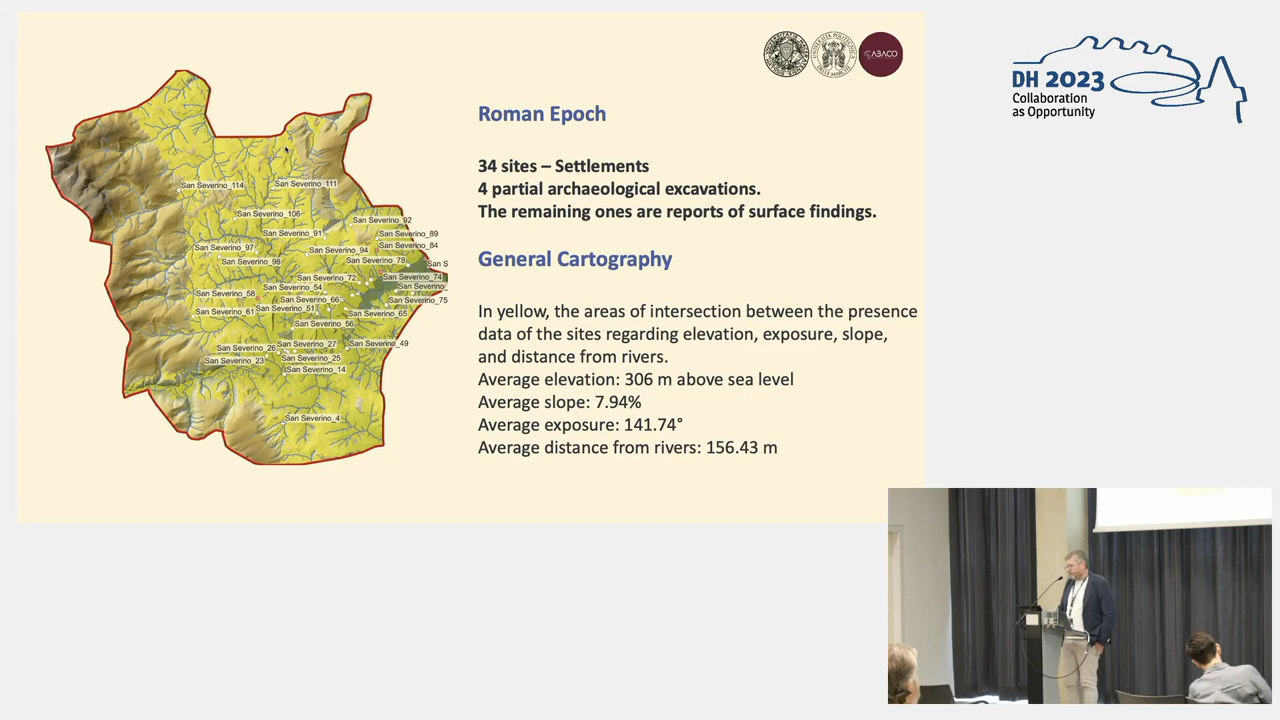 ABACO
DH 2023
Collaboration
as Opportunity
Roman Epoch
34 sites – Settlements
4 partial archaeological excavations.
The remaining ones are reports of surface findings.
General Cartography
In yellow, the areas of intersection between the presence
data of the sites regarding elevation, exposure, slope,
and distance from rivers.
Average elevation: 306 m above sea level
Average slope: 7.94%
Average exposure: 141.74°
Average distance from rivers: 156.43 m
San Severino_114
San Severino_111
San Severino_106
San Severino_92
San Severino_91
San Severino_89
San Severino_97
San Severino_94
San Severino_84
San Severino_98
San Severino_78
San S
San Severino_72
San Severino_74
San Severino_54
San Severino_
San Severino_58
San Severino_66
San Severino_75
San Severino_61
San Severino_51
San Severino_65
San Severino_56
San Severino_26
San Severino_27
San Severino_49
San Severino_23
San Severino_25
San Severino_14
San Severino_4